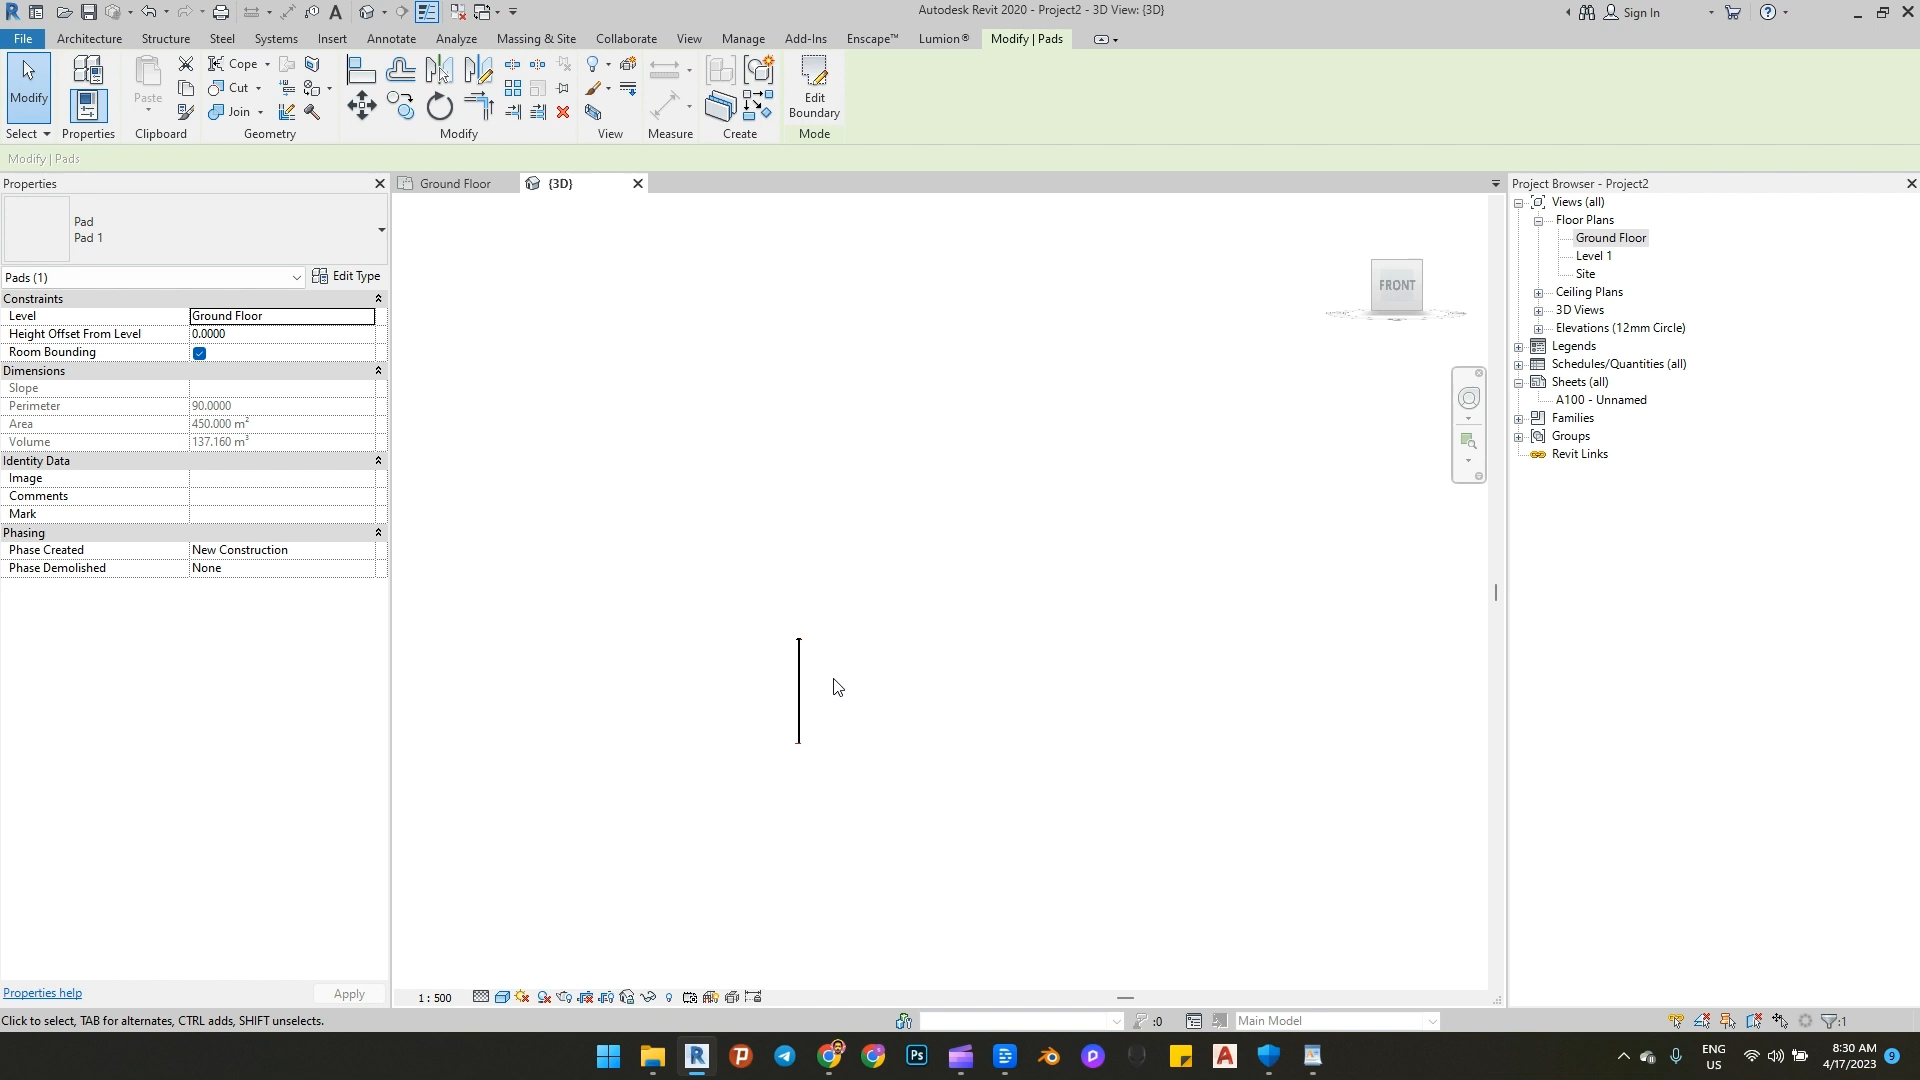 Autodesk Revit 2020 - Project2 - 3D View: {3D}
Sign In
File
Architecture
Structure
Steel
Systems
Insert
Annotate
Analyze
Massing & Site
Collaborate
View
Manage
Add-Ins
Enscape™
Lumion®
Modify | Pads
Modify
Paste
Cope
Cut
Join
Edit
Boundary
Select
Properties
Clipboard
Geometry
Modify
View
Measure
Create
Mode
Modify | Pads
Properties
Pad
Pad 1
Pads (1)
Edit Type
Constraints
Level
Ground Floor
Height Offset From Level
0.0000
Room Bounding
Dimensions
Slope
Perimeter
90.0000
Area
450.000 m²
Volume
137.160 m³
Identity Data
Image
Comments
Mark
Phasing
Phase Created
New Construction
Phase Demolished
None
Properties help
Apply
Ground Floor
{3D}
FRONT
1 : 500
Project Browser - Project2
Views (all)
Floor Plans
Ground Floor
Level 1
Site
Ceiling Plans
3D Views
Elevations (12mm Circle)
Legends
Schedules/Quantities (all)
Sheets (all)
A100 - Unnamed
Families
Groups
Revit Links
Click to select, TAB for alternates, CTRL adds, SHIFT unselects.
:0
Main Model
:1
Ps
ENG
US
8:30 AM
4/17/2023
9